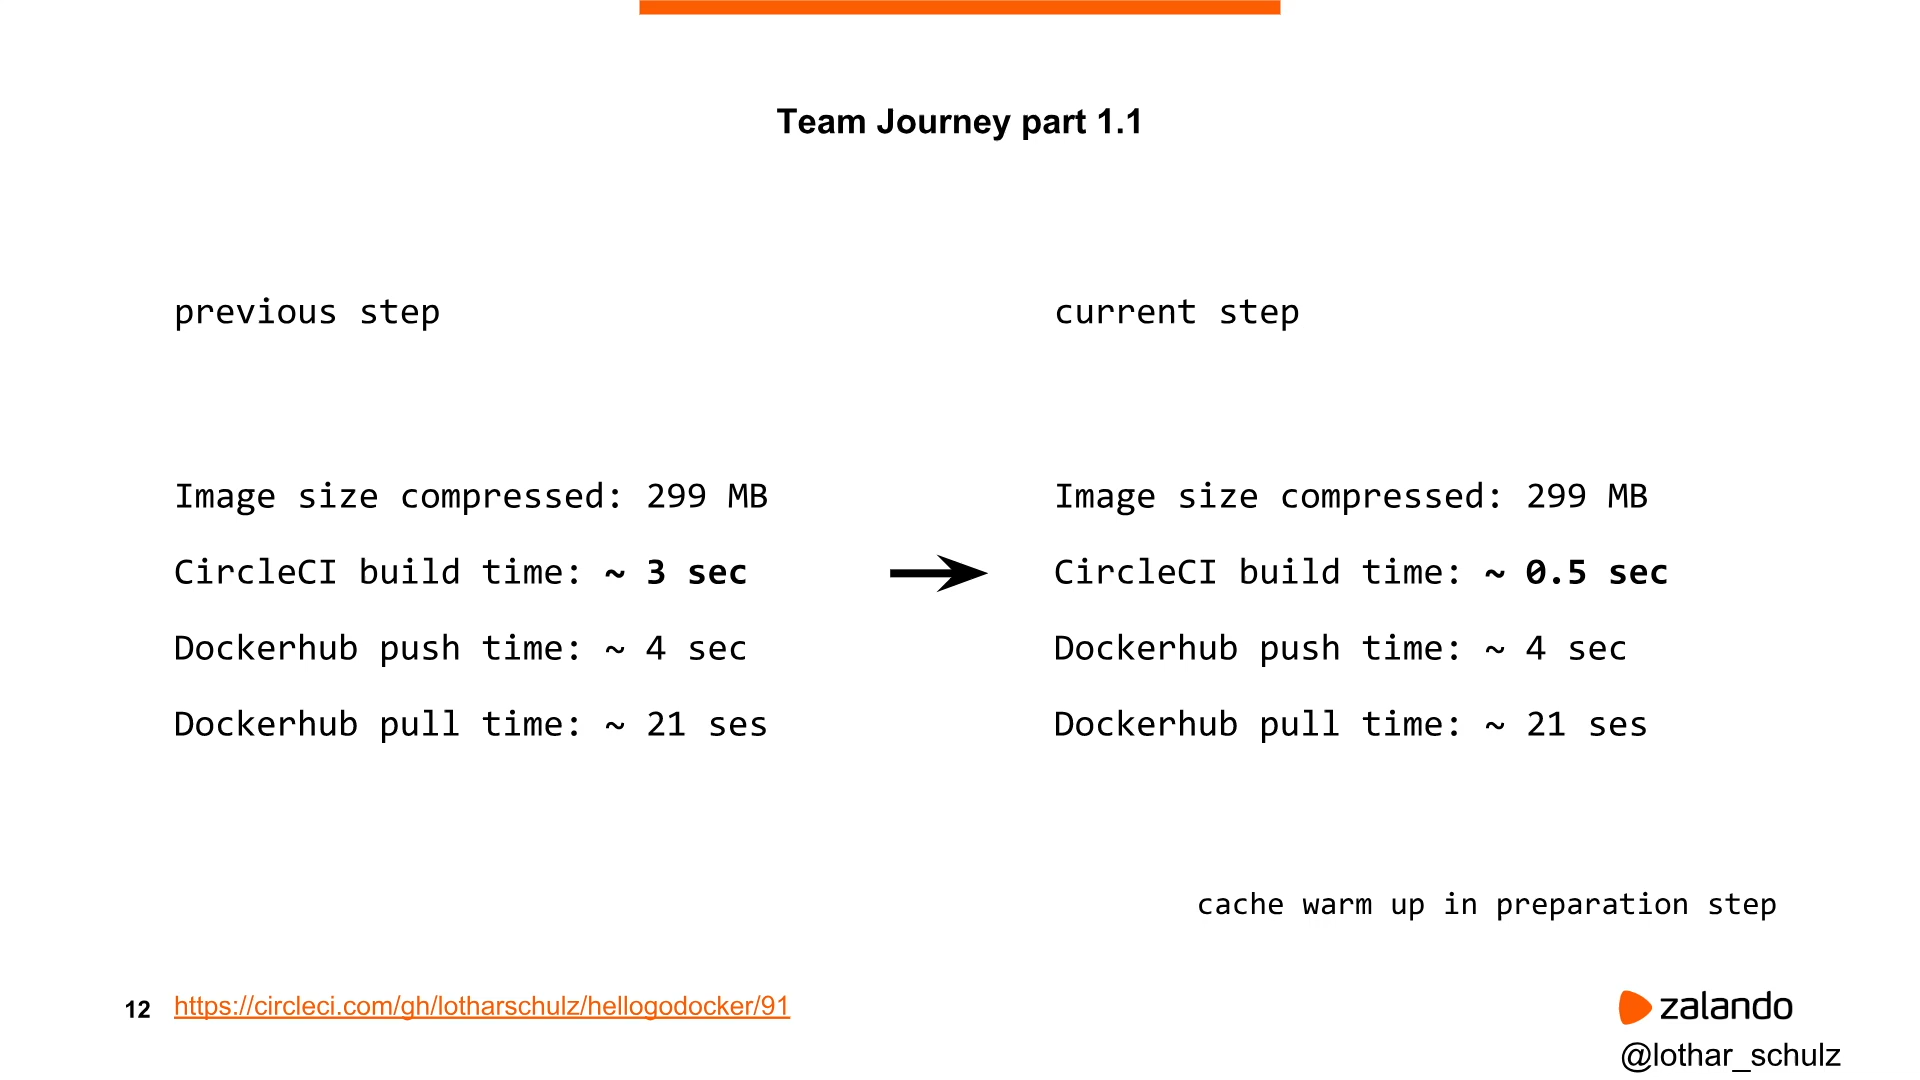 Team Journey part 1.1
previous step
Image size compressed: 299 MB
CircleCI build time: ~ 3 sec
Dockerhub push time: ~ 4 sec
Dockerhub pull time: ~ 21 ses
current step
Image size compressed: 299 MB
CircleCI build time: ~ 0.5 sec
Dockerhub push time: ~ 4 sec
Dockerhub pull time: ~ 21 ses
cache warm up in preparation step
12 https://circleci.com/gh/lotharschulz/hellogodocker/91
zalando
@lothar_schulz